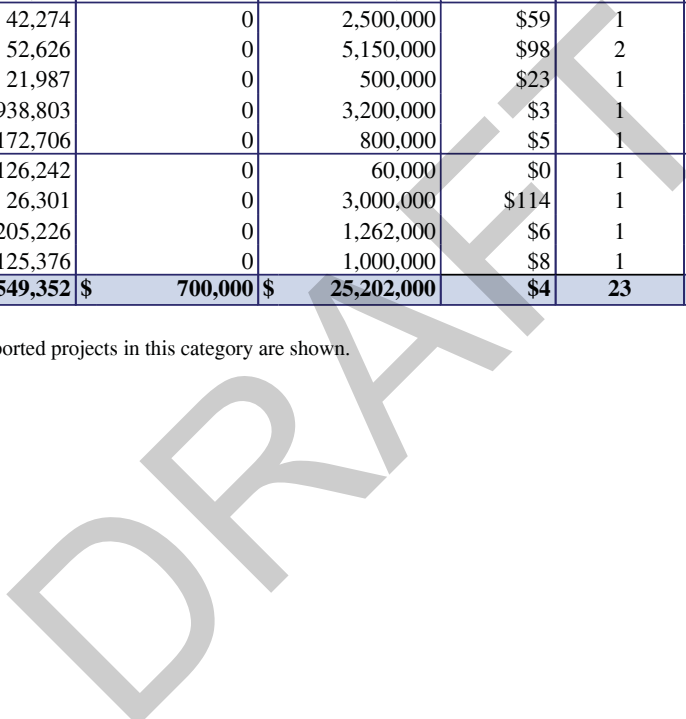 42,274 0 2,500,000 $59 1
52,626 0 5,150,000 $98 2
21,987 0 500,000 $23 1
938,803 0 3,200,000 $3 1
172,706 0 800,000 $5 1
126,242 0 60,000 $0 1
26,301 0 3,000,000 $114 1
205,226 0 1,262,000 $6 1
125,376 0 1,000,000 $8 1
549,352 $ 700,000 $ 25,202,000 $4 23
orted projects in this category are shown.
DRAFT